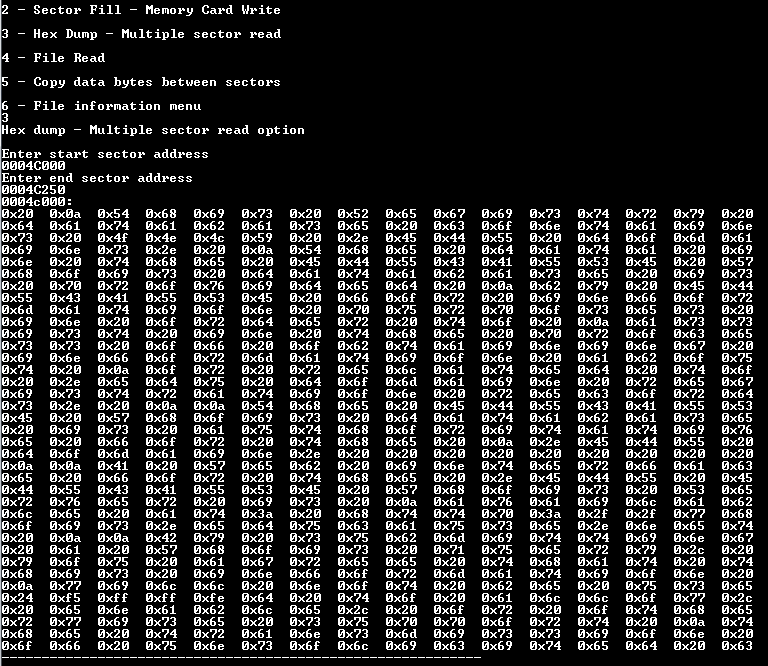 2 - Sector Fill - Memory Card Write
3 - Hex Dump - Multiple sector read
4 - File Read
5 - Copy data bytes between sectors
6 - File information menu
3
Hex dump - Multiple sector read option
Enter start sector address
0004C000
Enter end sector address
0004C250
0004c000:
0x20 0x0a 0x54 0x68 0x69 0x73 0x20 0x52 0x65 0x67 0x69 0x73 0x74 0x72 0x79 0x20
0x64 0x61 0x74 0x61 0x62 0x61 0x73 0x65 0x20 0x63 0x6f 0x6e 0x74 0x61 0x69 0x6e
0x73 0x20 0x4f 0x4e 0x4c 0x59 0x20 0x2e 0x45 0x44 0x55 0x20 0x64 0x6f 0x6d 0x61
0x69 0x6e 0x73 0x2e 0x20 0x20 0x0a 0x54 0x68 0x65 0x20 0x64 0x61 0x74 0x61 0x20 0x69
0x6e 0x20 0x74 0x68 0x65 0x20 0x45 0x44 0x55 0x43 0x41 0x55 0x53 0x45 0x20 0x57
0x68 0x6f 0x69 0x73 0x20 0x64 0x61 0x74 0x61 0x62 0x61 0x73 0x65 0x20 0x69 0x73
0x20 0x70 0x72 0x6f 0x76 0x69 0x64 0x65 0x64 0x20 0x0a 0x62 0x79 0x20 0x45 0x44
0x55 0x43 0x41 0x55 0x53 0x45 0x20 0x66 0x6f 0x72 0x20 0x69 0x6e 0x66 0x6f 0x72
0x6d 0x61 0x74 0x69 0x6f 0x6e 0x20 0x70 0x75 0x72 0x70 0x6f 0x73 0x65 0x73 0x20
0x69 0x6e 0x20 0x6f 0x72 0x64 0x65 0x72 0x20 0x74 0x6f 0x20 0x0a 0x61 0x73 0x73
0x69 0x73 0x74 0x20 0x69 0x6e 0x20 0x74 0x68 0x65 0x20 0x70 0x72 0x6f 0x63 0x65
0x73 0x73 0x20 0x6f 0x66 0x20 0x6f 0x62 0x74 0x61 0x69 0x6e 0x69 0x6e 0x67 0x20
0x69 0x6e 0x66 0x6f 0x72 0x6d 0x61 0x74 0x69 0x6f 0x6e 0x20 0x61 0x62 0x6f 0x75
0x74 0x20 0x0a 0x6f 0x72 0x20 0x72 0x65 0x6c 0x61 0x74 0x65 0x64 0x20 0x74 0x6f
0x20 0x2e 0x65 0x64 0x75 0x20 0x64 0x6f 0x6d 0x61 0x69 0x6e 0x20 0x72 0x65 0x67
0x69 0x73 0x74 0x72 0x61 0x74 0x69 0x6f 0x6e 0x20 0x72 0x65 0x63 0x6f 0x72 0x64
0x73 0x2e 0x20 0x0a 0x0a 0x54 0x68 0x65 0x20 0x45 0x44 0x55 0x43 0x41 0x55 0x53
0x45 0x20 0x57 0x68 0x6f 0x69 0x73 0x20 0x64 0x61 0x74 0x61 0x62 0x61 0x73 0x65
0x20 0x69 0x73 0x20 0x61 0x75 0x74 0x68 0x6f 0x72 0x69 0x74 0x61 0x74 0x69 0x76
0x65 0x20 0x66 0x6f 0x72 0x20 0x74 0x68 0x65 0x20 0x0a 0x2e 0x45 0x44 0x55 0x20
0x64 0x6f 0x6d 0x61 0x69 0x6e 0x2e 0x20 0x20 0x20 0x20 0x20 0x20 0x20 0x20 0x20
0x0a 0x0a 0x41 0x20 0x57 0x65 0x62 0x20 0x69 0x6e 0x74 0x65 0x72 0x66 0x61 0x63
0x65 0x20 0x66 0x6f 0x72 0x20 0x74 0x68 0x65 0x20 0x2e 0x45 0x44 0x55 0x20 0x45
0x44 0x55 0x43 0x41 0x55 0x53 0x45 0x20 0x57 0x68 0x6f 0x69 0x73 0x20 0x53 0x65
0x72 0x76 0x65 0x72 0x20 0x69 0x73 0x20 0x0a 0x61 0x76 0x61 0x69 0x6c 0x61 0x62
0x6c 0x65 0x20 0x61 0x74 0x3a 0x20 0x68 0x74 0x74 0x70 0x3a 0x2f 0x2f 0x77 0x68
0x6f 0x69 0x73 0x2e 0x65 0x64 0x75 0x63 0x61 0x75 0x73 0x65 0x2e 0x6e 0x65 0x74
0x20 0x0a 0x0a 0x42 0x79 0x20 0x73 0x75 0x62 0x6d 0x69 0x74 0x74 0x69 0x6e 0x67
0x20 0x61 0x20 0x57 0x68 0x6f 0x69 0x73 0x20 0x71 0x75 0x65 0x72 0x79 0x2c 0x20
0x79 0x6f 0x75 0x20 0x61 0x67 0x72 0x65 0x65 0x20 0x74 0x68 0x61 0x74 0x20 0x74
0x68 0x69 0x73 0x20 0x69 0x6e 0x66 0x6f 0x72 0x6d 0x61 0x74 0x69 0x6f 0x6e 0x20
0x0a 0x77 0x69 0x6c 0x6c 0x20 0x6e 0x6f 0x74 0x20 0x62 0x65 0x20 0x75 0x73 0x65
0x24 0xf5 0xff 0xff 0xfe 0x64 0x20 0x74 0x6f 0x20 0x61 0x6c 0x6c 0x6f 0x77 0x2c
0x20 0x65 0x6e 0x61 0x62 0x6c 0x65 0x2c 0x20 0x6f 0x72 0x20 0x6f 0x74 0x68 0x65
0x72 0x77 0x69 0x73 0x65 0x20 0x73 0x75 0x70 0x70 0x6f 0x72 0x74 0x20 0x0a 0x74
0x68 0x65 0x20 0x74 0x72 0x61 0x6e 0x73 0x6d 0x69 0x73 0x73 0x69 0x6f 0x6e 0x20
0x6f 0x66 0x20 0x75 0x6e 0x73 0x6f 0x6c 0x69 0x63 0x69 0x74 0x65 0x64 0x20 0x63